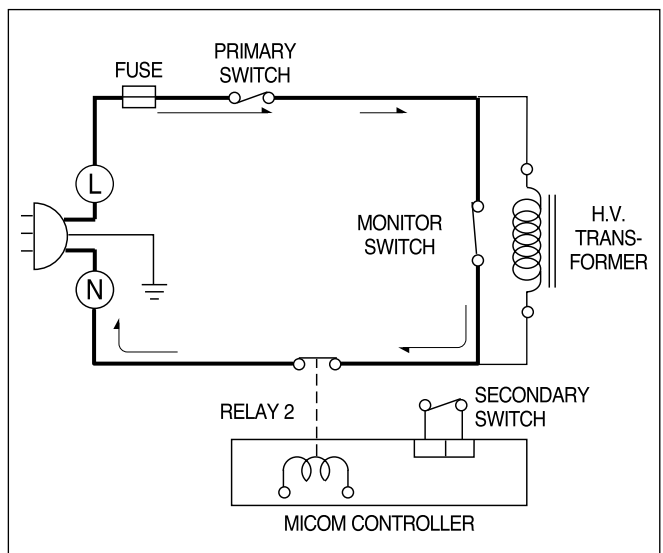 PRIMARY
SWITCH
FUSE
L
MONITOR
SWITCH
H.V.
TRANS-
FORMER
N
RELAY 2
SECONDARY
SWITCH
MICOM CONTROLLER